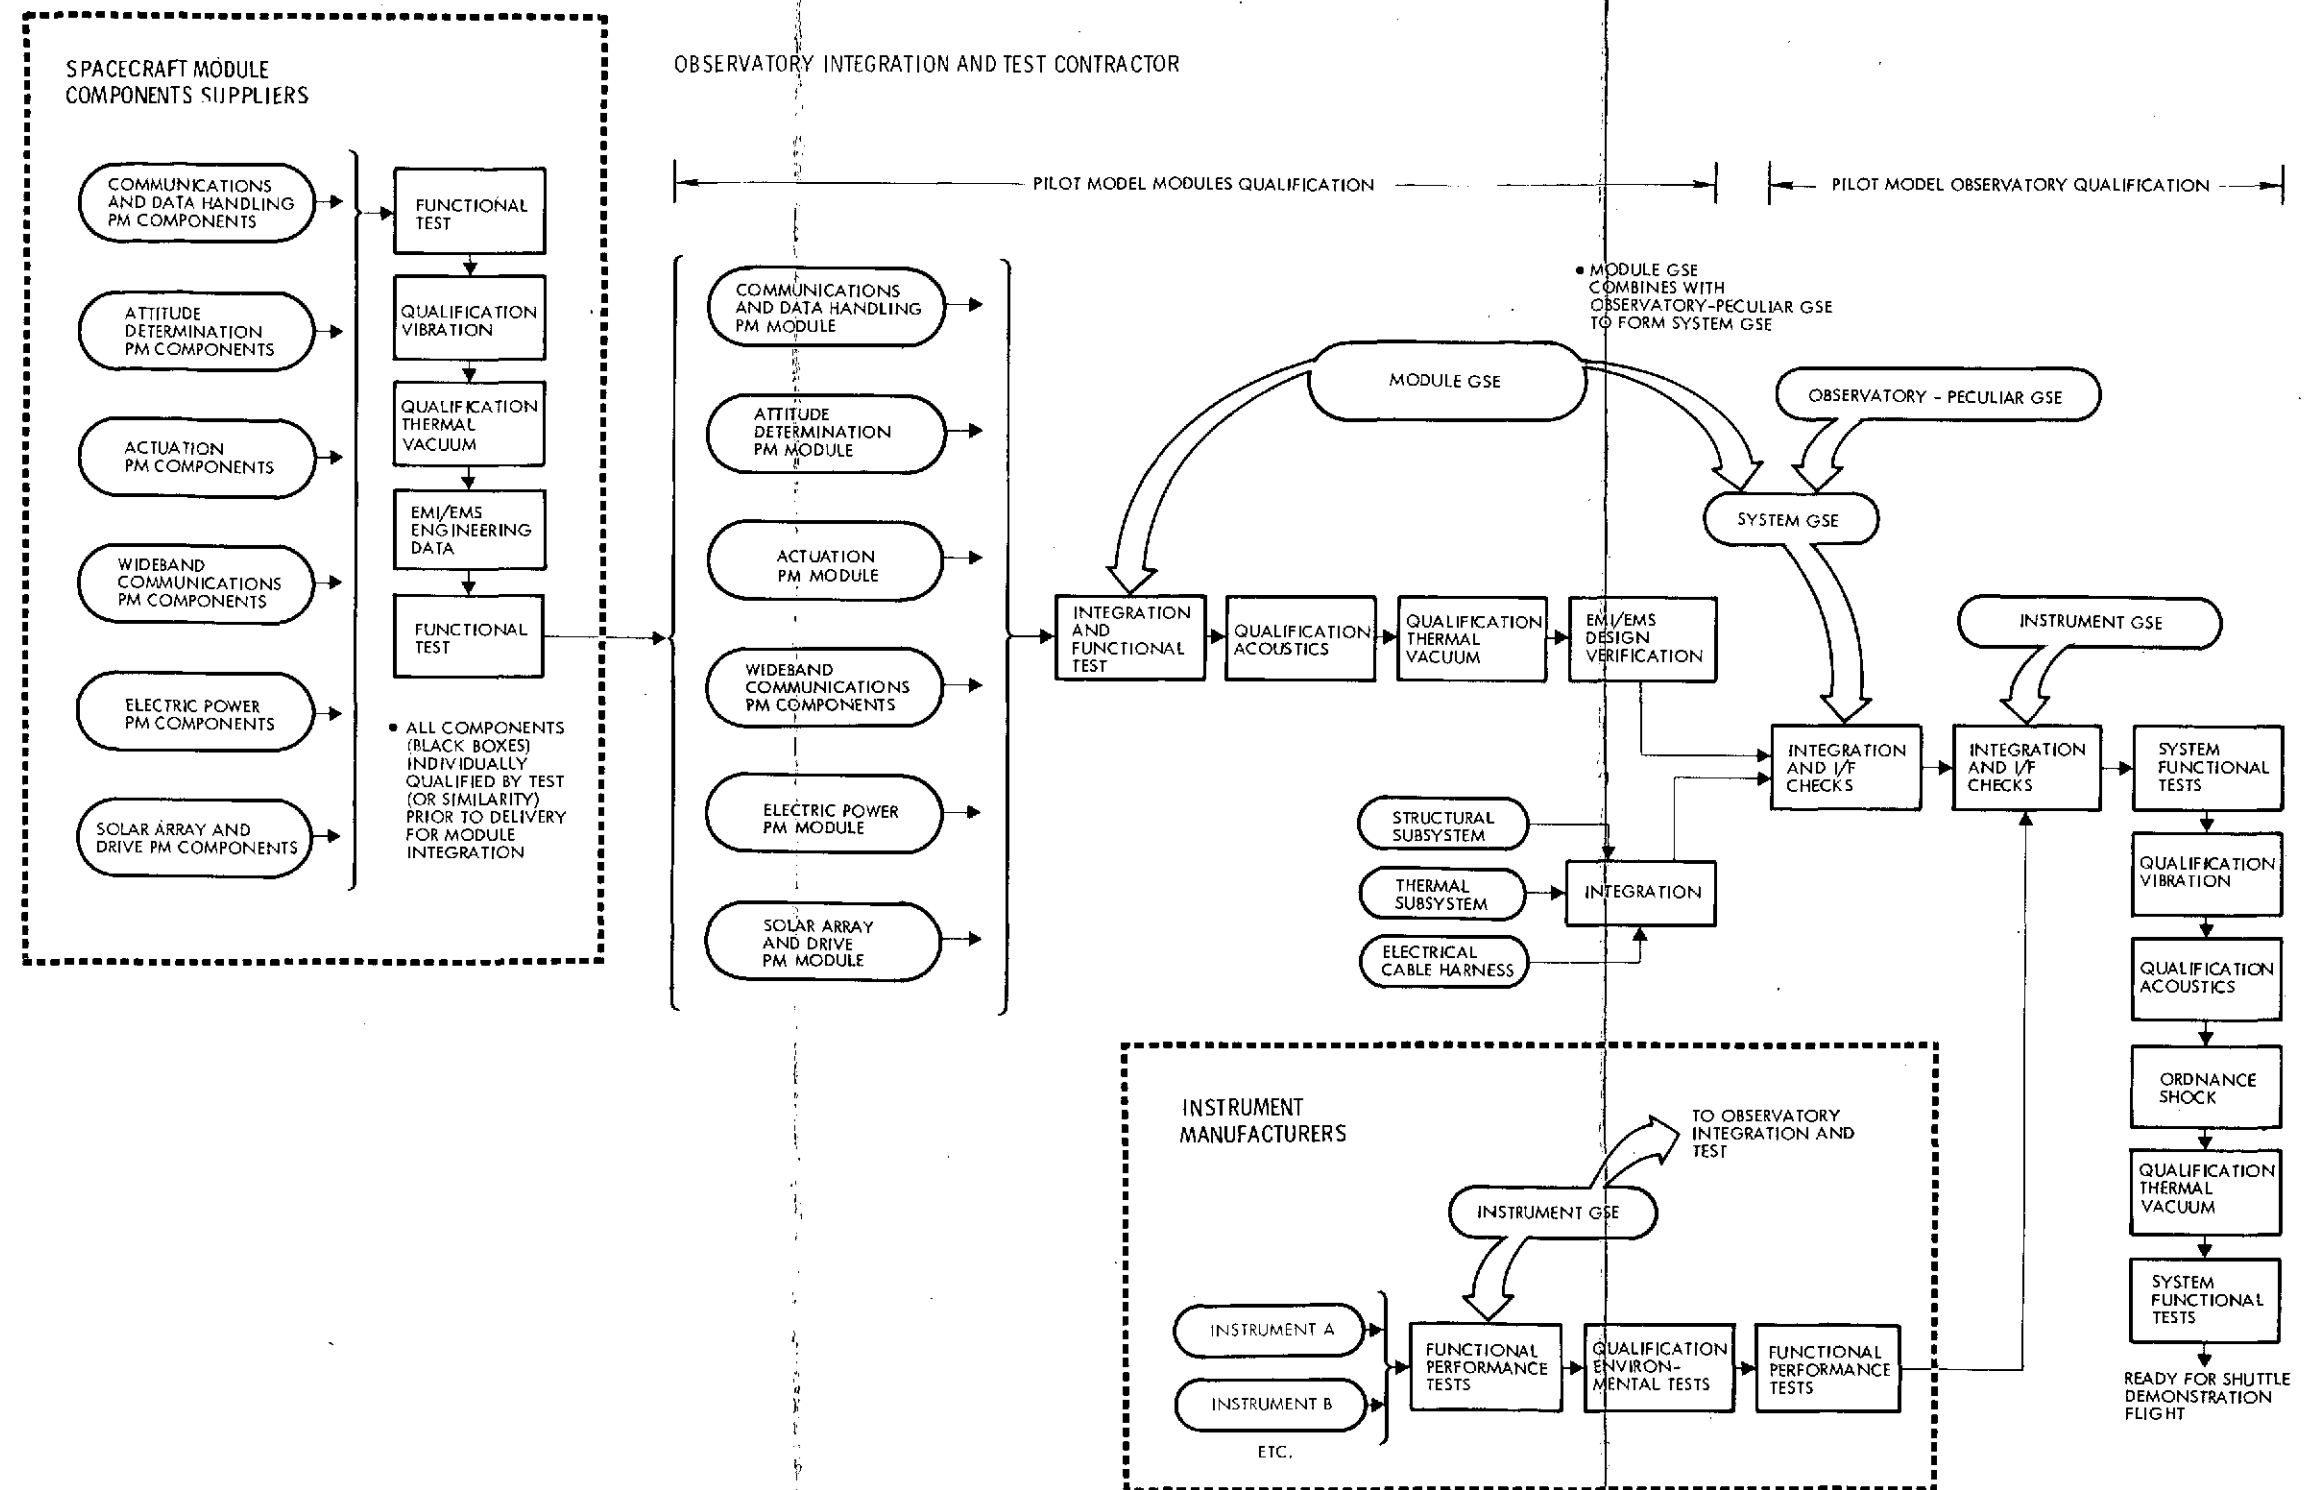 SPACECRAFT MODULE
COMPONENTS SUPPLIERS
COMMUNICATIONS
AND DATA HANDLING
PM COMPONENTS
ATTITUDE
DETERMINATION
PM COMPONENTS
ACTUATION
PM COMPONENTS
WIDEBAND
COMMUNICATIONS
PM COMPONENTS
ELECTRIC POWER
PM COMPONENTS
SOLAR ARRAY AND
DRIVE PM COMPONENTS
FUNCTIONAL
TEST
QUALIFICATION
VIBRATION
QUALIFICATION
THERMAL
VACUUM
EMI/EMS
ENGINEERING
DATA
FUNCTIONAL
TEST
• ALL COMPONENTS
(BLACK BOXES)
INDIVIDUALLY
QUALIFIED BY TEST
(OR SIMILARITY)
PRIOR TO DELIVERY
FOR MODULE
INTEGRATION
OBSERVATORY INTEGRATION AND TEST CONTRACTOR
PILOT MODEL MODULES QUALIFICATION
PILOT MODEL OBSERVATORY QUALIFICATION
COMMUNICATIONS
AND DATA HANDLING
PM MODULE
ATTITUDE
DETERMINATION
PM MODULE
ACTUATION
PM MODULE
WIDEBAND
COMMUNICATIONS
PM COMPONENTS
ELECTRIC POWER
PM MODULE
SOLAR ARRAY
AND DRIVE
PM MODULE
• MODULE GSE
COMBINES WITH
OBSERVATORY-PECULIAR GSE
TO FORM SYSTEM GSE
MODULE GSE
OBSERVATORY - PECULIAR GSE
SYSTEM GSE
INSTRUMENT GSE
INTEGRATION
AND
FUNCTIONAL
TEST
QUALIFICATION
ACOUSTICS
QUALIFICATION
THERMAL
VACUUM
EMI/EMS
DESIGN
VERIFICATION
STRUCTURAL
SUBSYSTEM
THERMAL
SUBSYSTEM
ELECTRICAL
CABLE HARNESS
INTEGRATION
INTEGRATION
AND I/F
CHECKS
INTEGRATION
AND I/F
CHECKS
SYSTEM
FUNCTIONAL
TESTS
QUALIFICATION
VIBRATION
QUALIFICATION
ACOUSTICS
ORDNANCE
SHOCK
QUALIFICATION
THERMAL
VACUUM
SYSTEM
FUNCTIONAL
TESTS
READY FOR SHUTTLE
DEMONSTRATION
FLIGHT
INSTRUMENT
MANUFACTURERS
TO OBSERVATORY
INTEGRATION AND
TEST
INSTRUMENT GSE
INSTRUMENT A
INSTRUMENT B
ETC.
FUNCTIONAL
PERFORMANCE
TESTS
QUALIFICATION
ENVIRON-
MENTAL TESTS
FUNCTIONAL
PERFORMANCE
TESTS